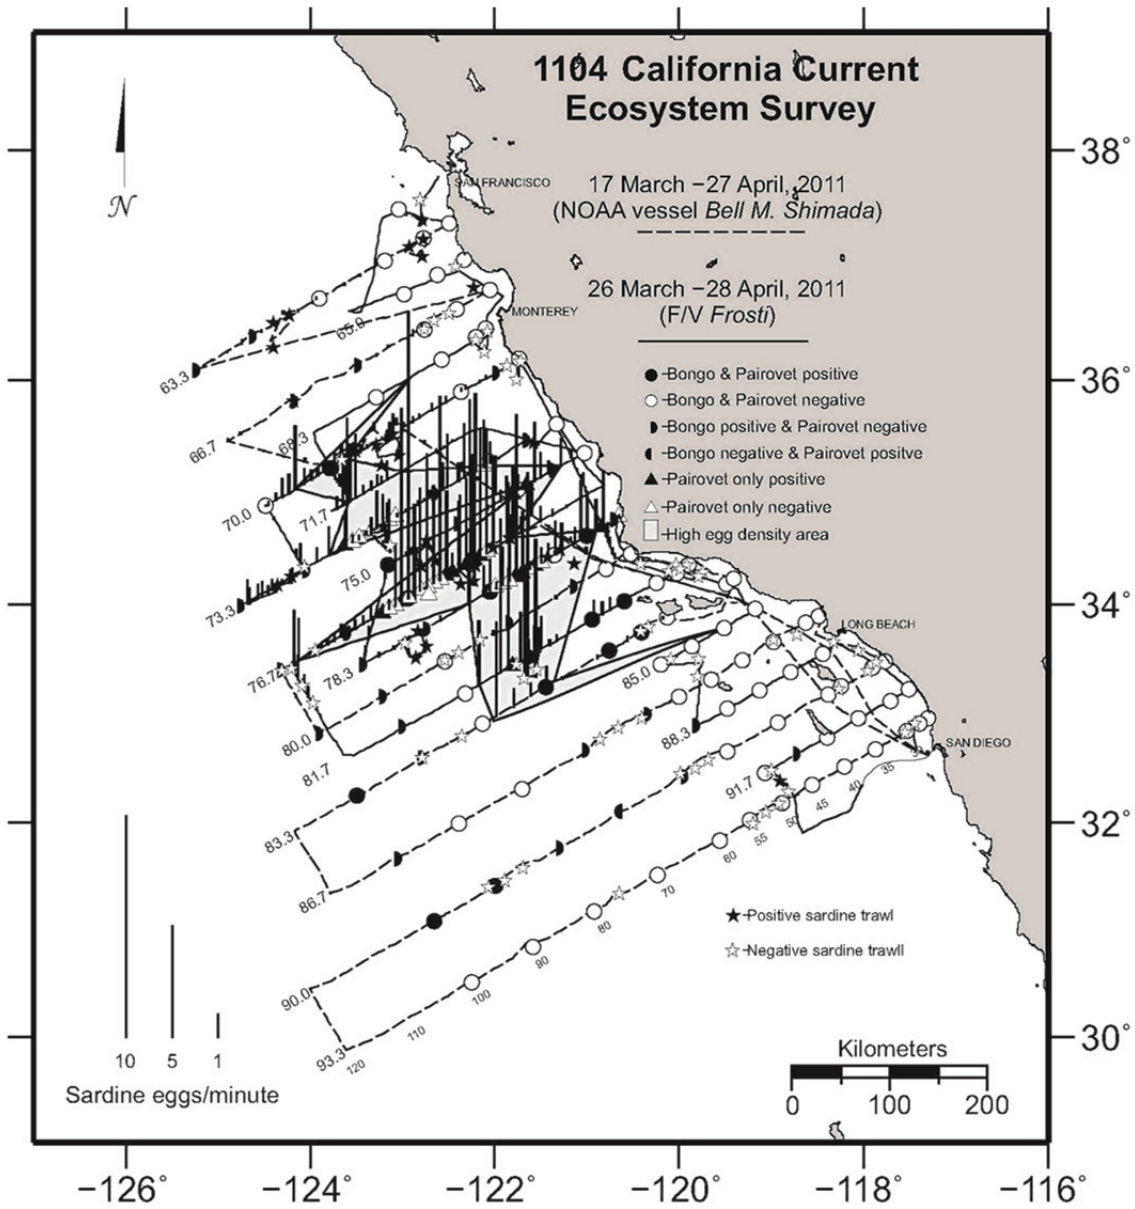 1104 California Current
Ecosystem Survey
SAN FRANCISCO
17 March −27 April, 2011
(NOAA vessel Bell M. Shimada)
26 March −28 April, 2011
(F/V Frosti)
MONTEREY
Bongo & Pairovet positive
Bongo & Pairovet negative
Bongo positive & Pairovet negative
Bongo negative & Pairovet positve
Pairovet only positive
Pairovet only negative
High egg density area
N
38°
36°
34°
32°
30°
63.3
65.0
66.7
68.3
70.0
71.7
73.3
75.0
76.7
78.3
80.0
81.7
83.3
85.0
86.7
88.3
90.0
91.7
93.3
LONG BEACH
SAN DIEGO
35
40
45
50
55
60
70
80
90
100
110
120
Positive sardine trawl
Negative sardine trawll
10 5 1
Sardine eggs/minute
Kilometers
0 100 200
−126° −124° −122° −120° −118° −116°